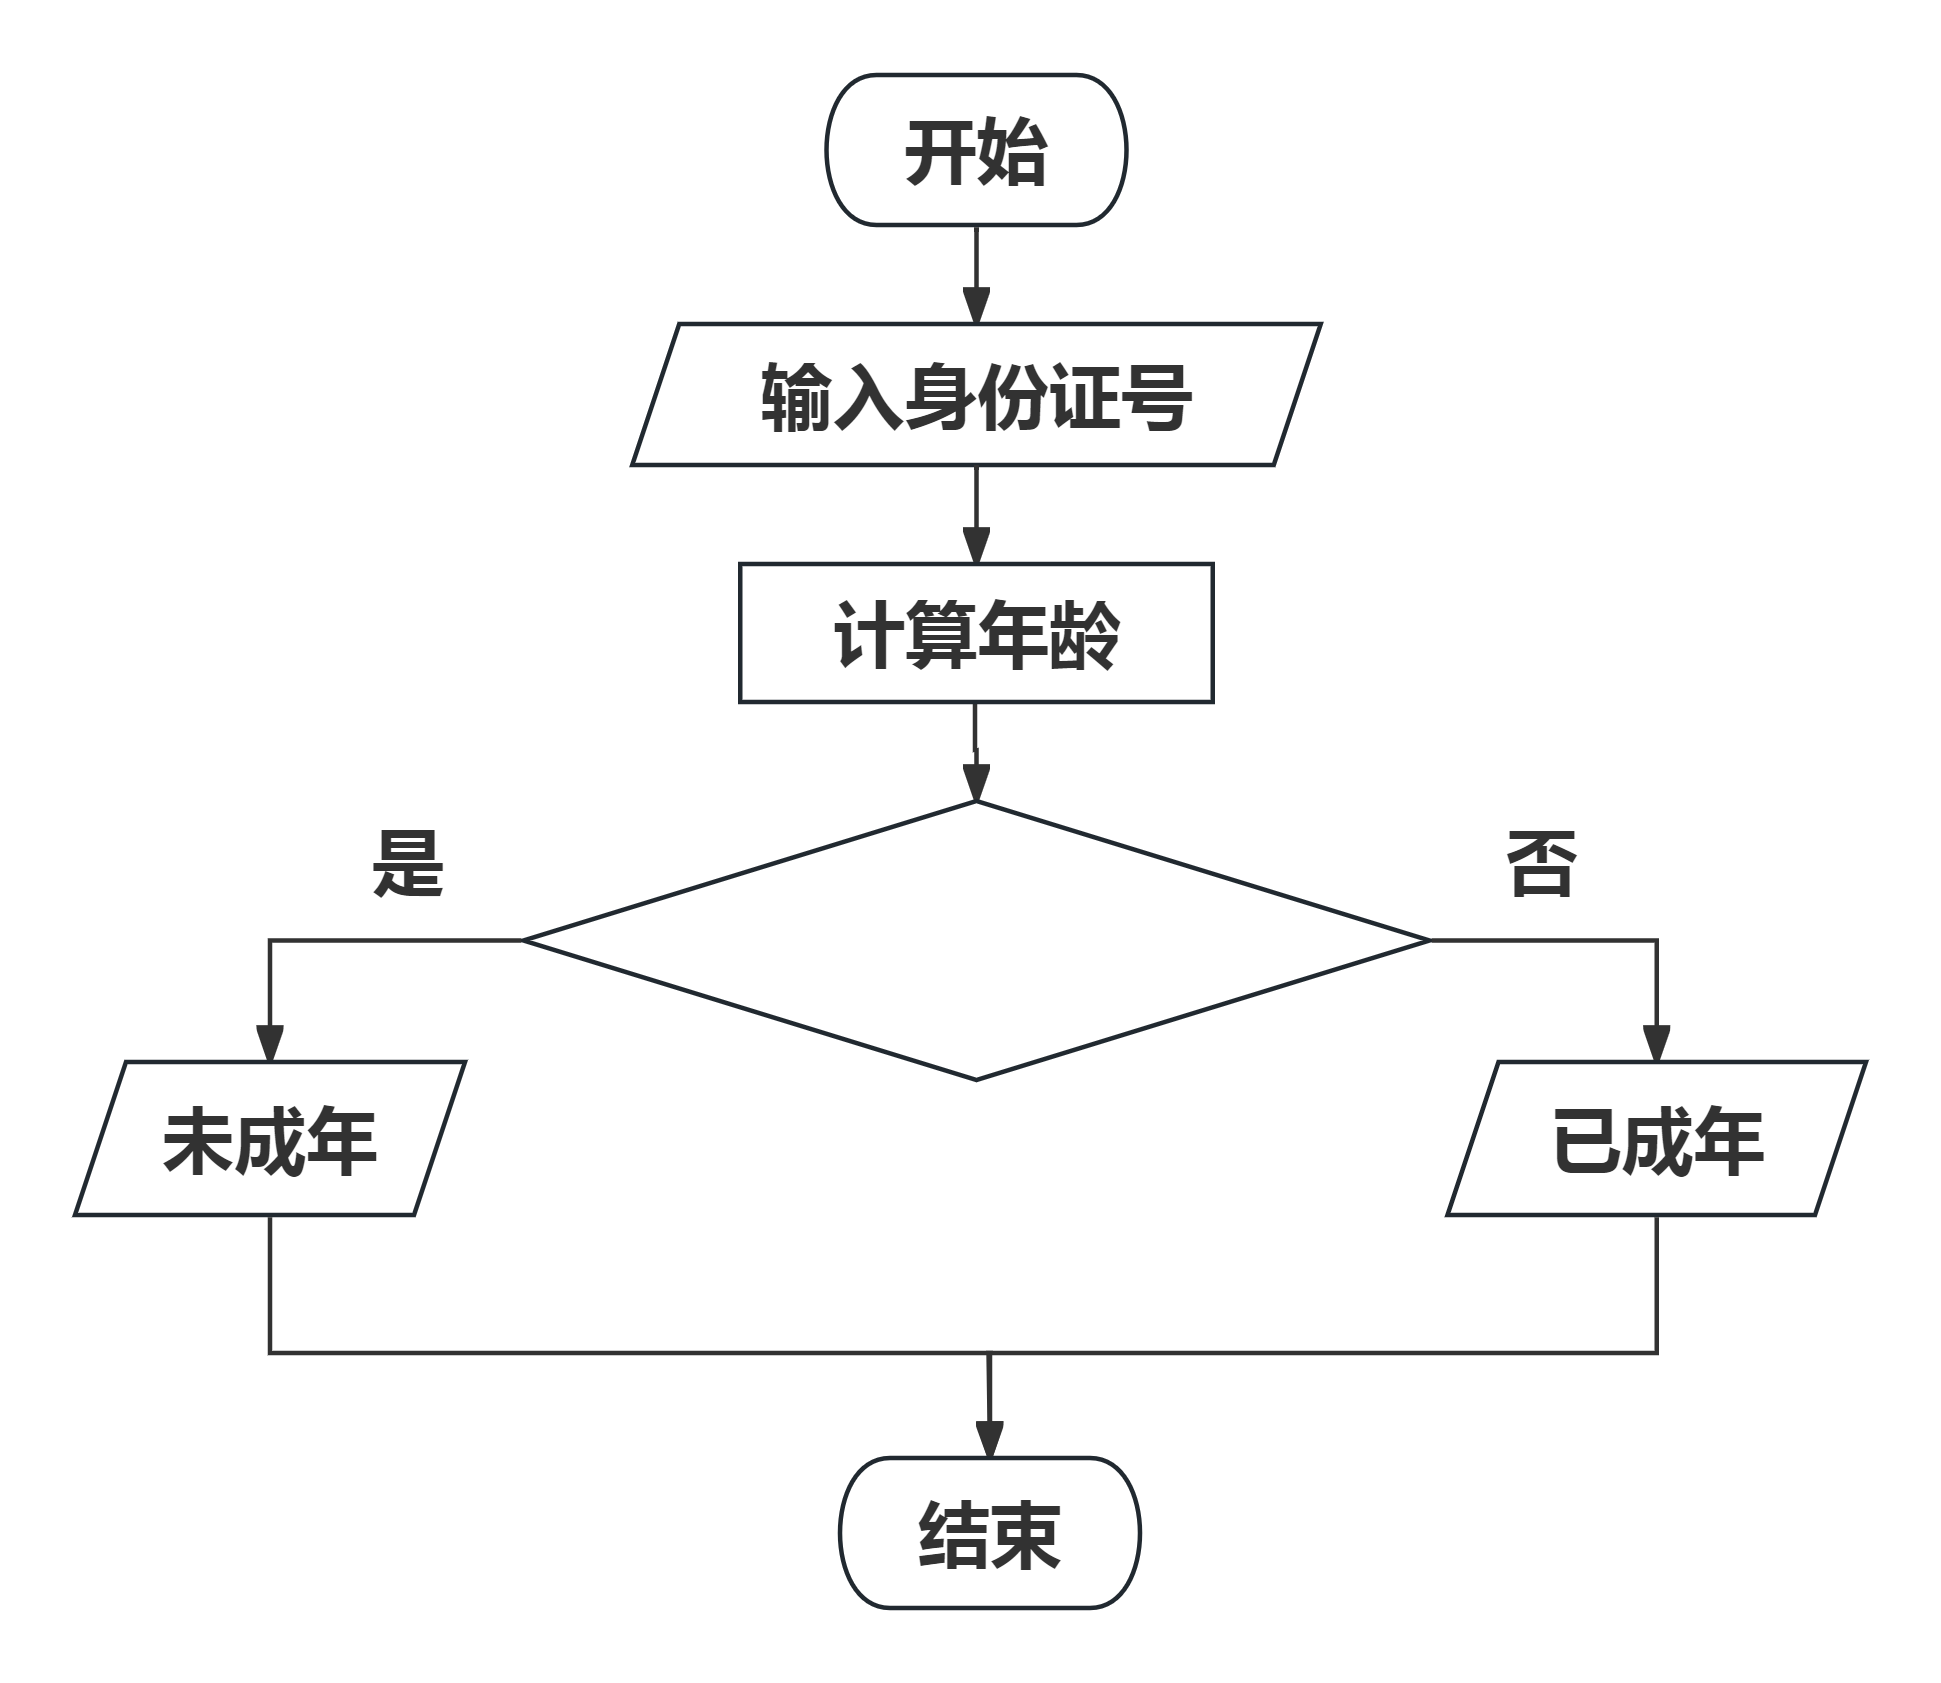 开始
输入身份证号
计算年龄
是
否
未成年
已成年
结束